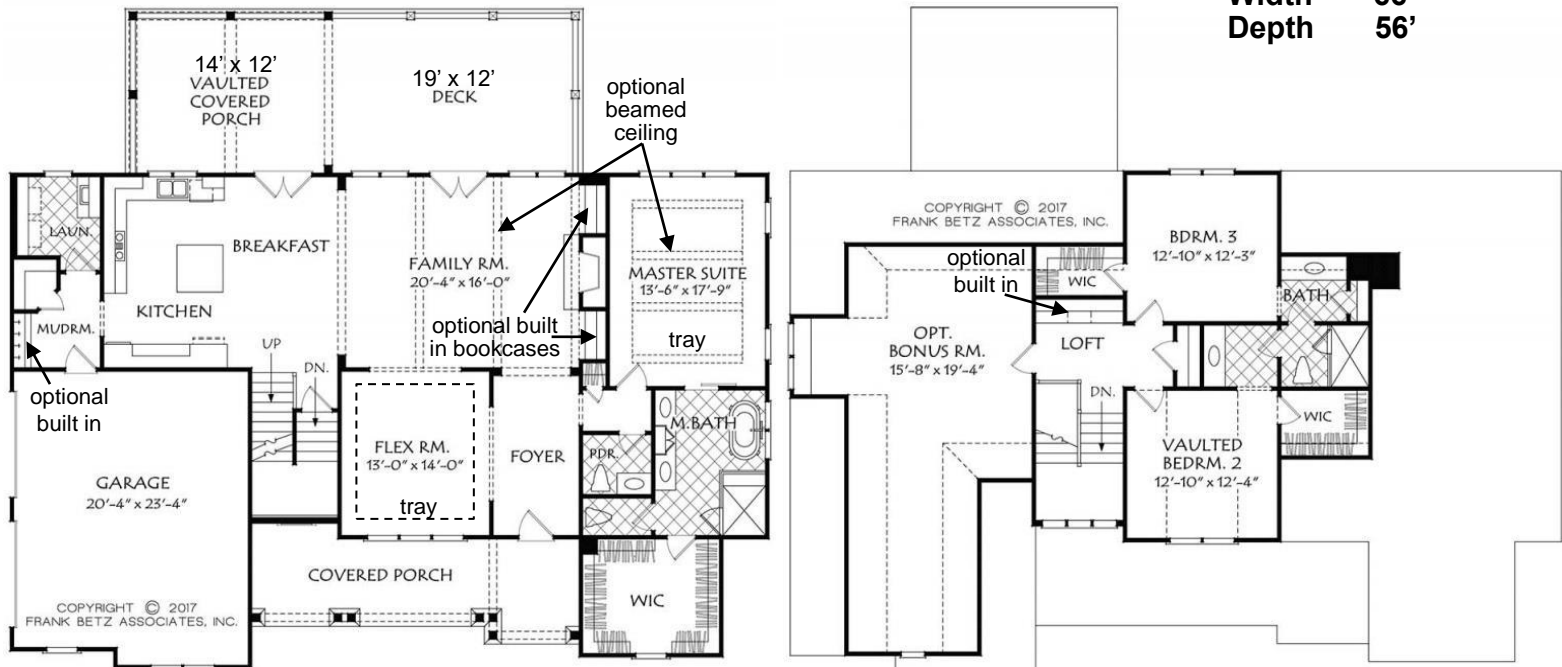 Depth 56’
14’ x 12’
VAULTED
COVERED
PORCH
19’ x 12’
DECK
optional
beamed
ceiling
LAUN.
BREAKFAST
FAMILY RM.
20'-4" x 16'-0"
MASTER SUITE
13'-6" x 17'-9"
KITCHEN
MUDRM.
optional built
in bookcases
tray
UP
DN.
optional
built in
FLEX RM.
13'-0" x 14'-0"
tray
FOYER
PDR.
M.BATH
GARAGE
20'-4" x 23'-4"
COVERED PORCH
WIC
COPYRIGHT © 2017
FRANK BETZ ASSOCIATES, INC.
COPYRIGHT © 2017
FRANK BETZ ASSOCIATES, INC.
BDRM. 3
12'-10" x 12'-3"
optional
built in
WIC
BATH
OPT.
BONUS RM.
15'-8" x 19'-4"
LOFT
DN.
WIC
VAULTED
BEDRM. 2
12'-10" x 12'-4"